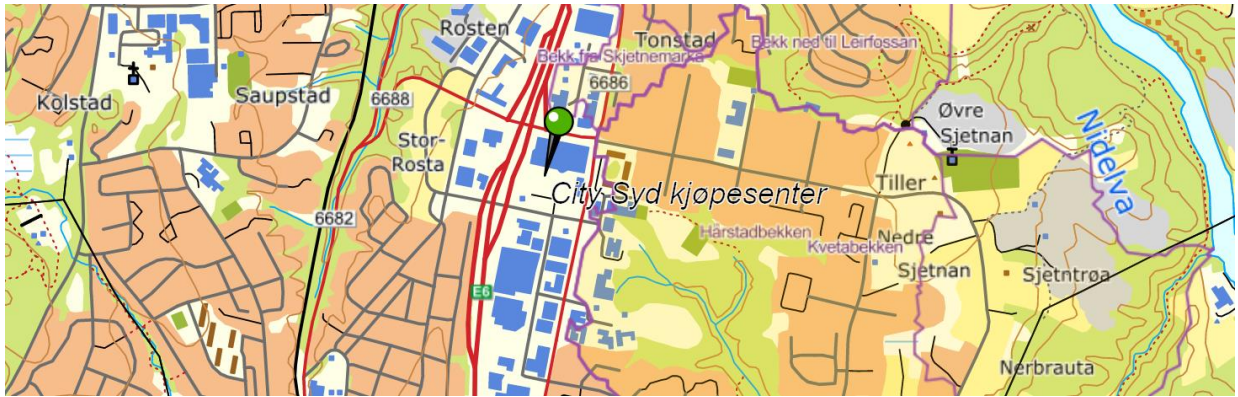 Rosten
Tonstad
Bekk ned til Leirfossan
Bekk fra Skjetnemarka
6686
Kolstad
Saupstad
6688
Øvre
Sjetnan
Stor-
Rosta
Nidelva
City Syd kjøpesenter
Tiller
6682
Hårstadbekken
Kvetabekken
Nedre
Sjetnan
Sjetntrøa
E6
Nerbrauta